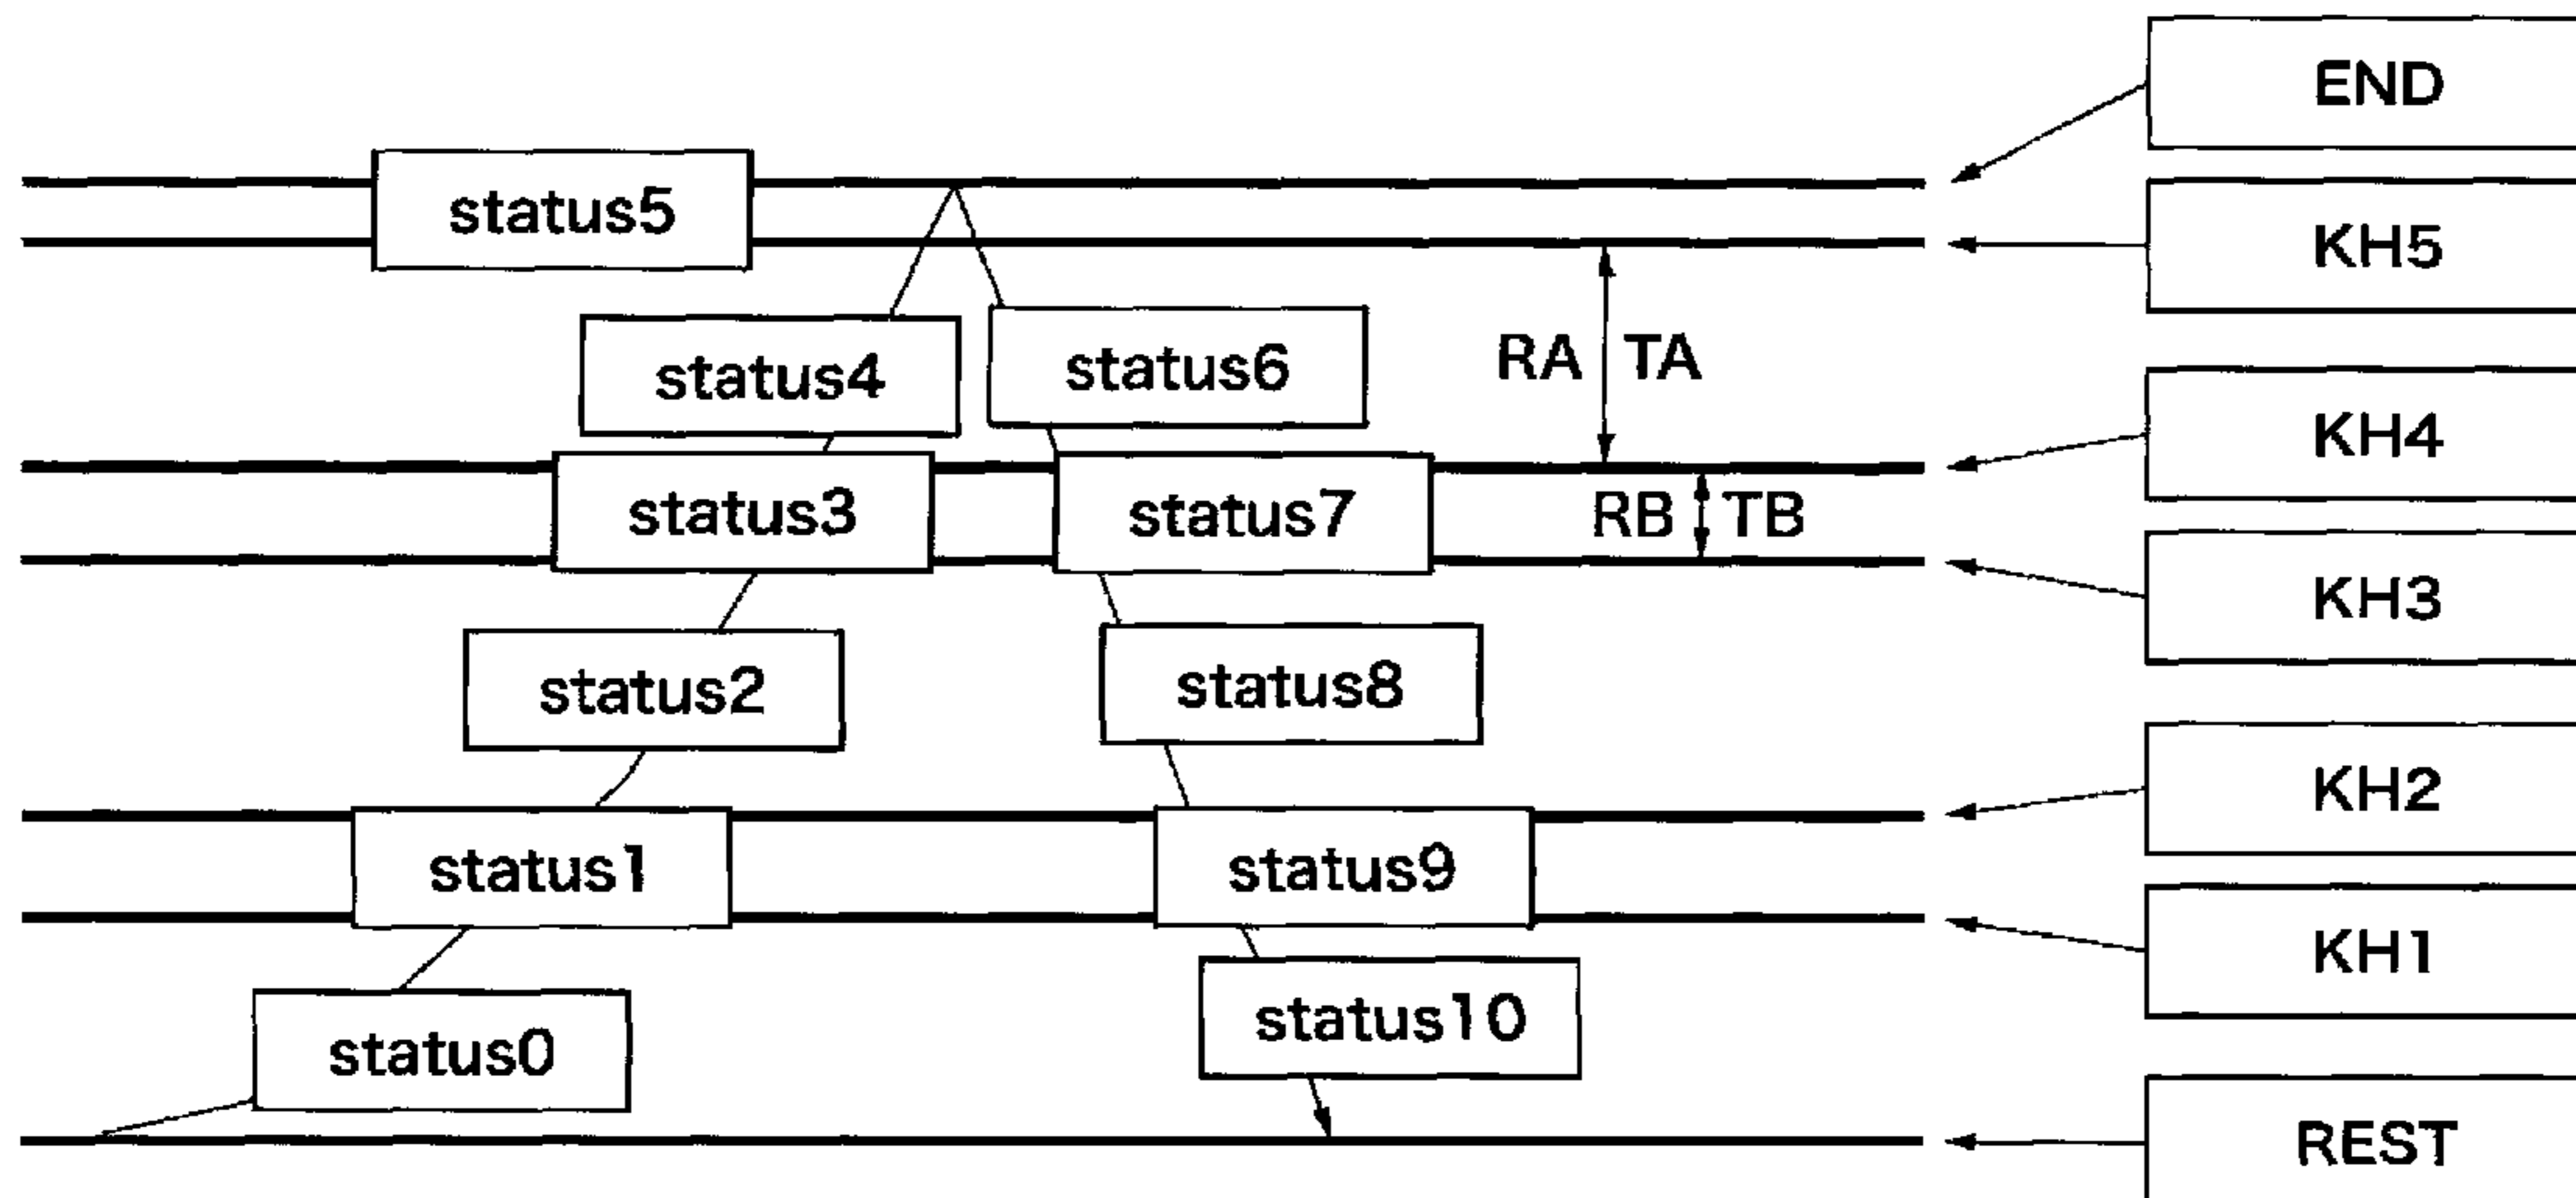 END
status5
KH5
status4
status6
RA TA
KH4
status3
status7
RB TB
KH3
status2
status8
KH2
status1
status9
KH1
status10
status0
REST